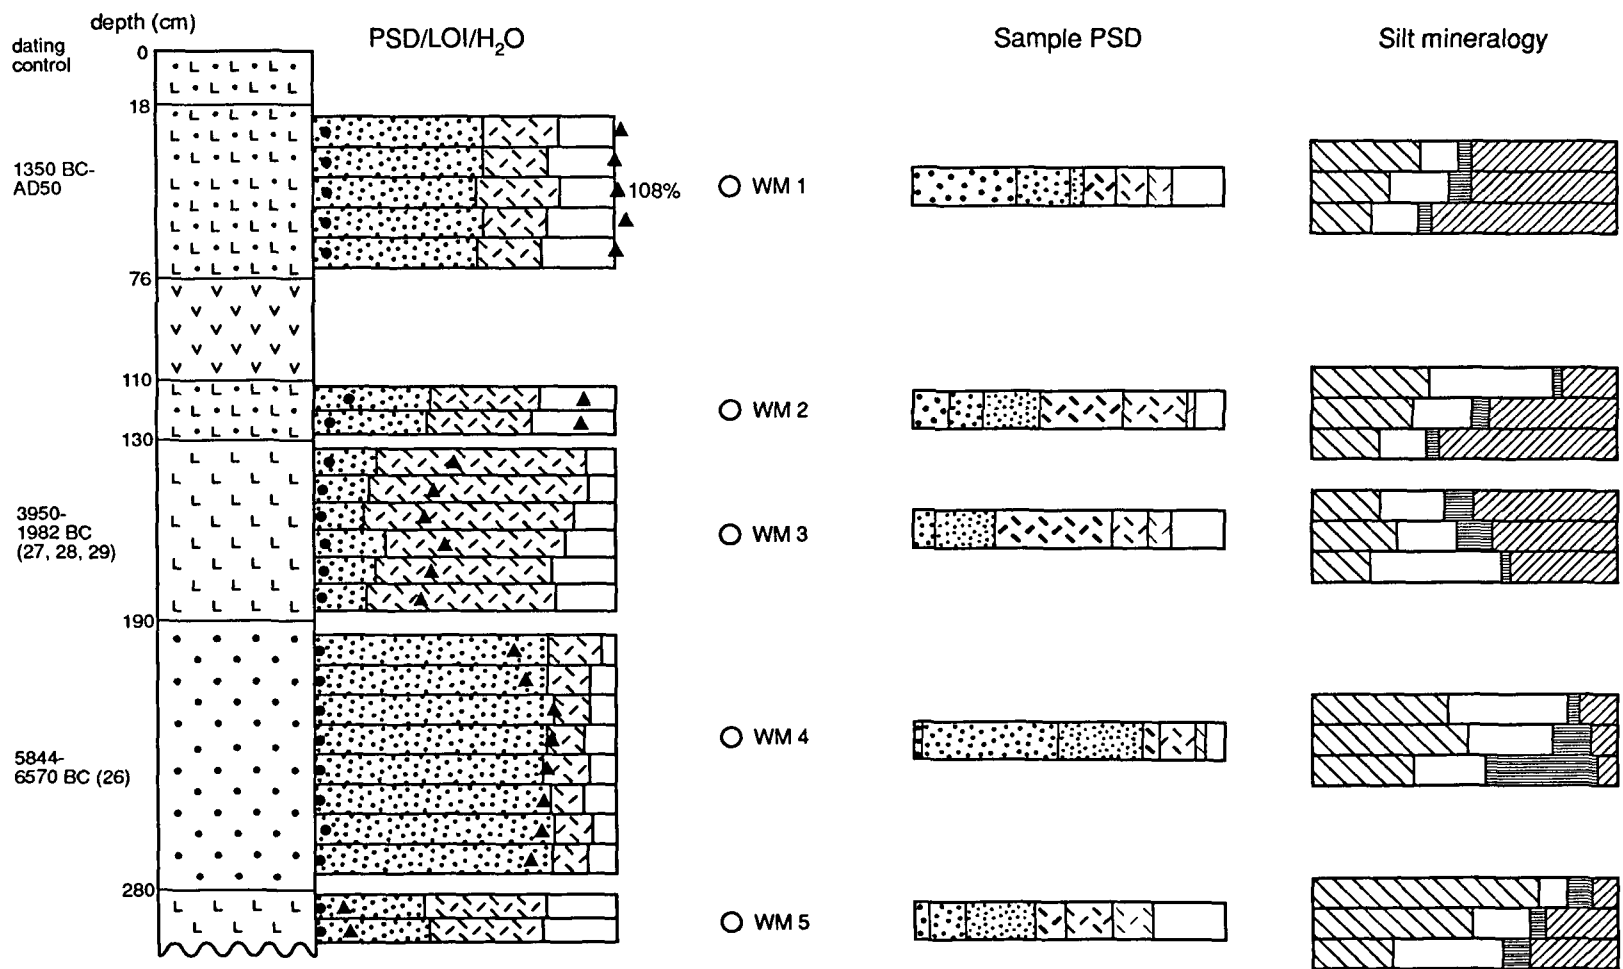 depth (cm)
PSD/LOI/H₂O
Sample PSD
Silt mineralogy
dating
control
0
18
1350 BC-
AD50
108%
WM 1
76
110
WM 2
130
3950-
1982 BC
(27, 28, 29)
WM 3
190
5844-
6570 BC (26)
WM 4
280
WM 5